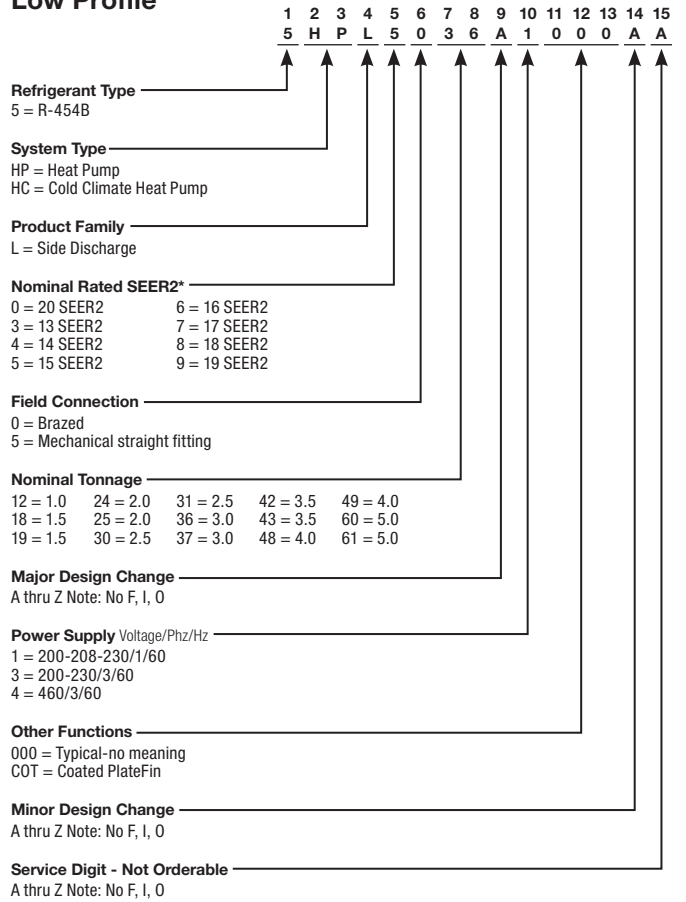 Low Profile
1 2 3 4 5 6 7 8 9 10 11 12 13 14 15
5 H P L 5 0 3 6 A 1 0 0 0 A A
Refrigerant Type
5 = R-454B
System Type
HP = Heat Pump
HC = Cold Climate Heat Pump
Product Family
L = Side Discharge
Nominal Rated SEER2*
0 = 20 SEER2 6 = 16 SEER2
3 = 13 SEER2 7 = 17 SEER2
4 = 14 SEER2 8 = 18 SEER2
5 = 15 SEER2 9 = 19 SEER2
Field Connection
0 = Brazed
5 = Mechanical straight fitting
Nominal Tonnage
12 = 1.0 24 = 2.0 31 = 2.5 42 = 3.5 49 = 4.0
18 = 1.5 25 = 2.0 36 = 3.0 43 = 3.5 60 = 5.0
19 = 1.5 30 = 2.5 37 = 3.0 48 = 4.0 61 = 5.0
Major Design Change
A thru Z Note: No F, I, O
Power Supply Voltage/Phz/Hz
1 = 200-208-230/1/60
3 = 200-230/3/60
4 = 460/3/60
Other Functions
000 = Typical-no meaning
COT = Coated PlateFin
Minor Design Change
A thru Z Note: No F, I, O
Service Digit - Not Orderable
A thru Z Note: No F, I, O